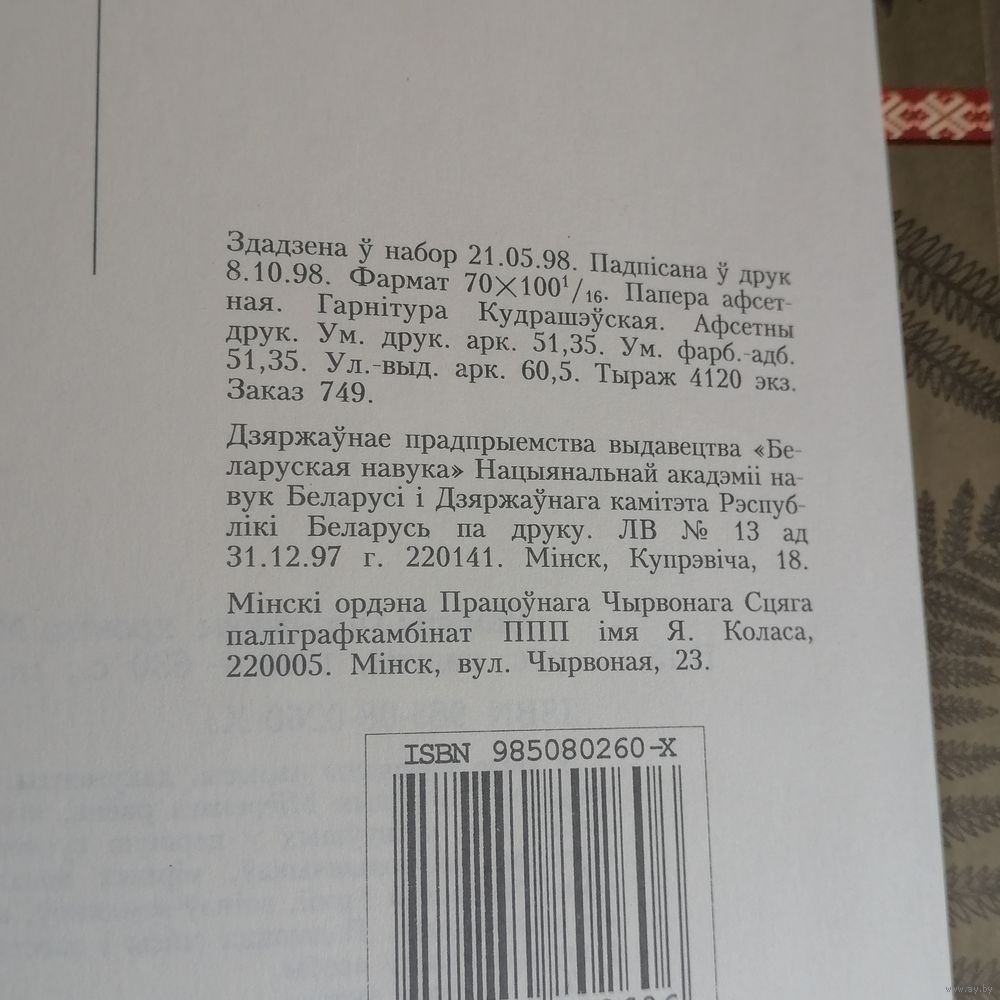 Здадзена ў набор 21.05.98. Падпісана ў друк
8.10.98. Фармат 70×100¹/₁₆. Папера афсет-
ная. Гарнітура Кудрашэўская. Афсетны
друк. Ум. друк. арк. 51,35. Ум. фарб.-адб.
51,35. Ул.-выд. арк. 60,5. Тыраж 4120 экз.
Заказ 749.
Дзяржаўнае прадпрыемства выдавецтва «Бе-
ларуская навука» Нацыянальнай акадэміі на-
вук Беларусі і Дзяржаўнага камітэта Рэспуб-
лікі Беларусь па друку. ЛВ № 13 ад
31.12.97 г. 220141. Мінск, Купрэвіча, 18.
Мінскі ордэна Працоўнага Чырвонага Сцяга
паліграфкамбінат ППП імя Я. Коласа,
220005. Мінск, вул. Чырвоная, 23.
ISBN 985080260-X
www.ay.by